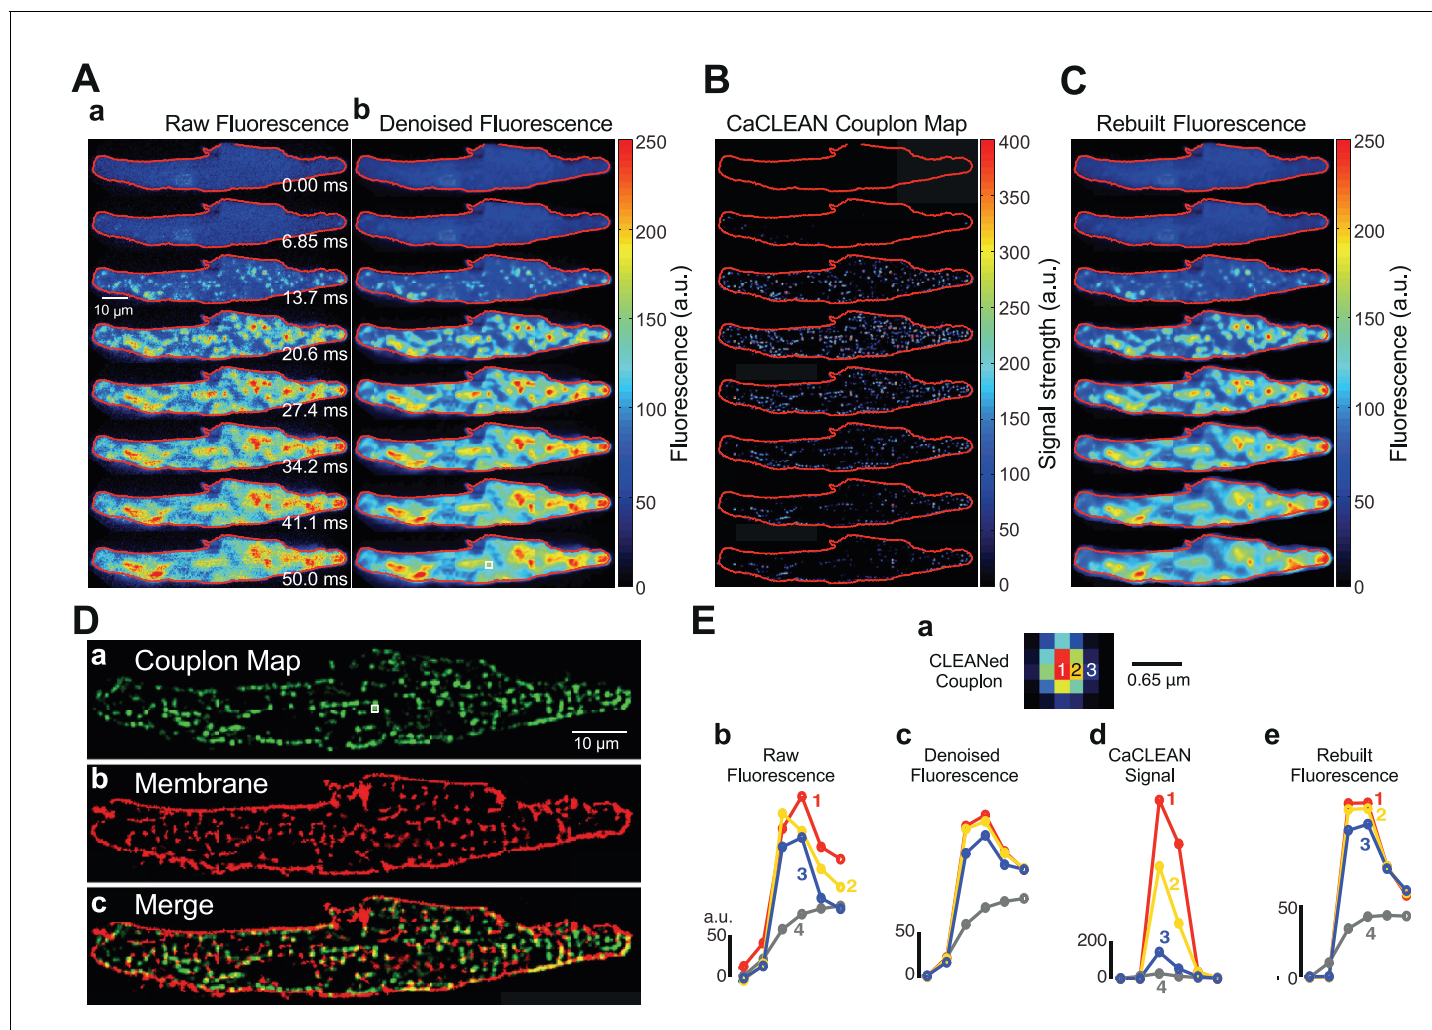 A
a
Raw Fluorescence
b
Denoised Fluorescence
0.00 ms
6.85 ms
13.7 ms
10 µm
20.6 ms
27.4 ms
34.2 ms
41.1 ms
50.0 ms
250
200
150
100
50
0
Fluorescence (a.u.)
B
CaCLEAN Couplon Map
400
350
300
250
200
150
100
50
0
Signal strength (a.u.)
C
Rebuilt Fluorescence
250
200
150
100
50
0
Fluorescence (a.u.)
D
a Couplon Map
10 µm
b Membrane
c Merge
E
a
CLEANed
Couplon
1 2 3
0.65 µm
b
Raw
Fluorescence
1
2
3
4
a.u.
50
0
c
Denoised
Fluorescence
50
0
d
CaCLEAN
Signal
1
2
3
4
200
0
e
Rebuilt
Fluorescence
1
2
3
4
50
0